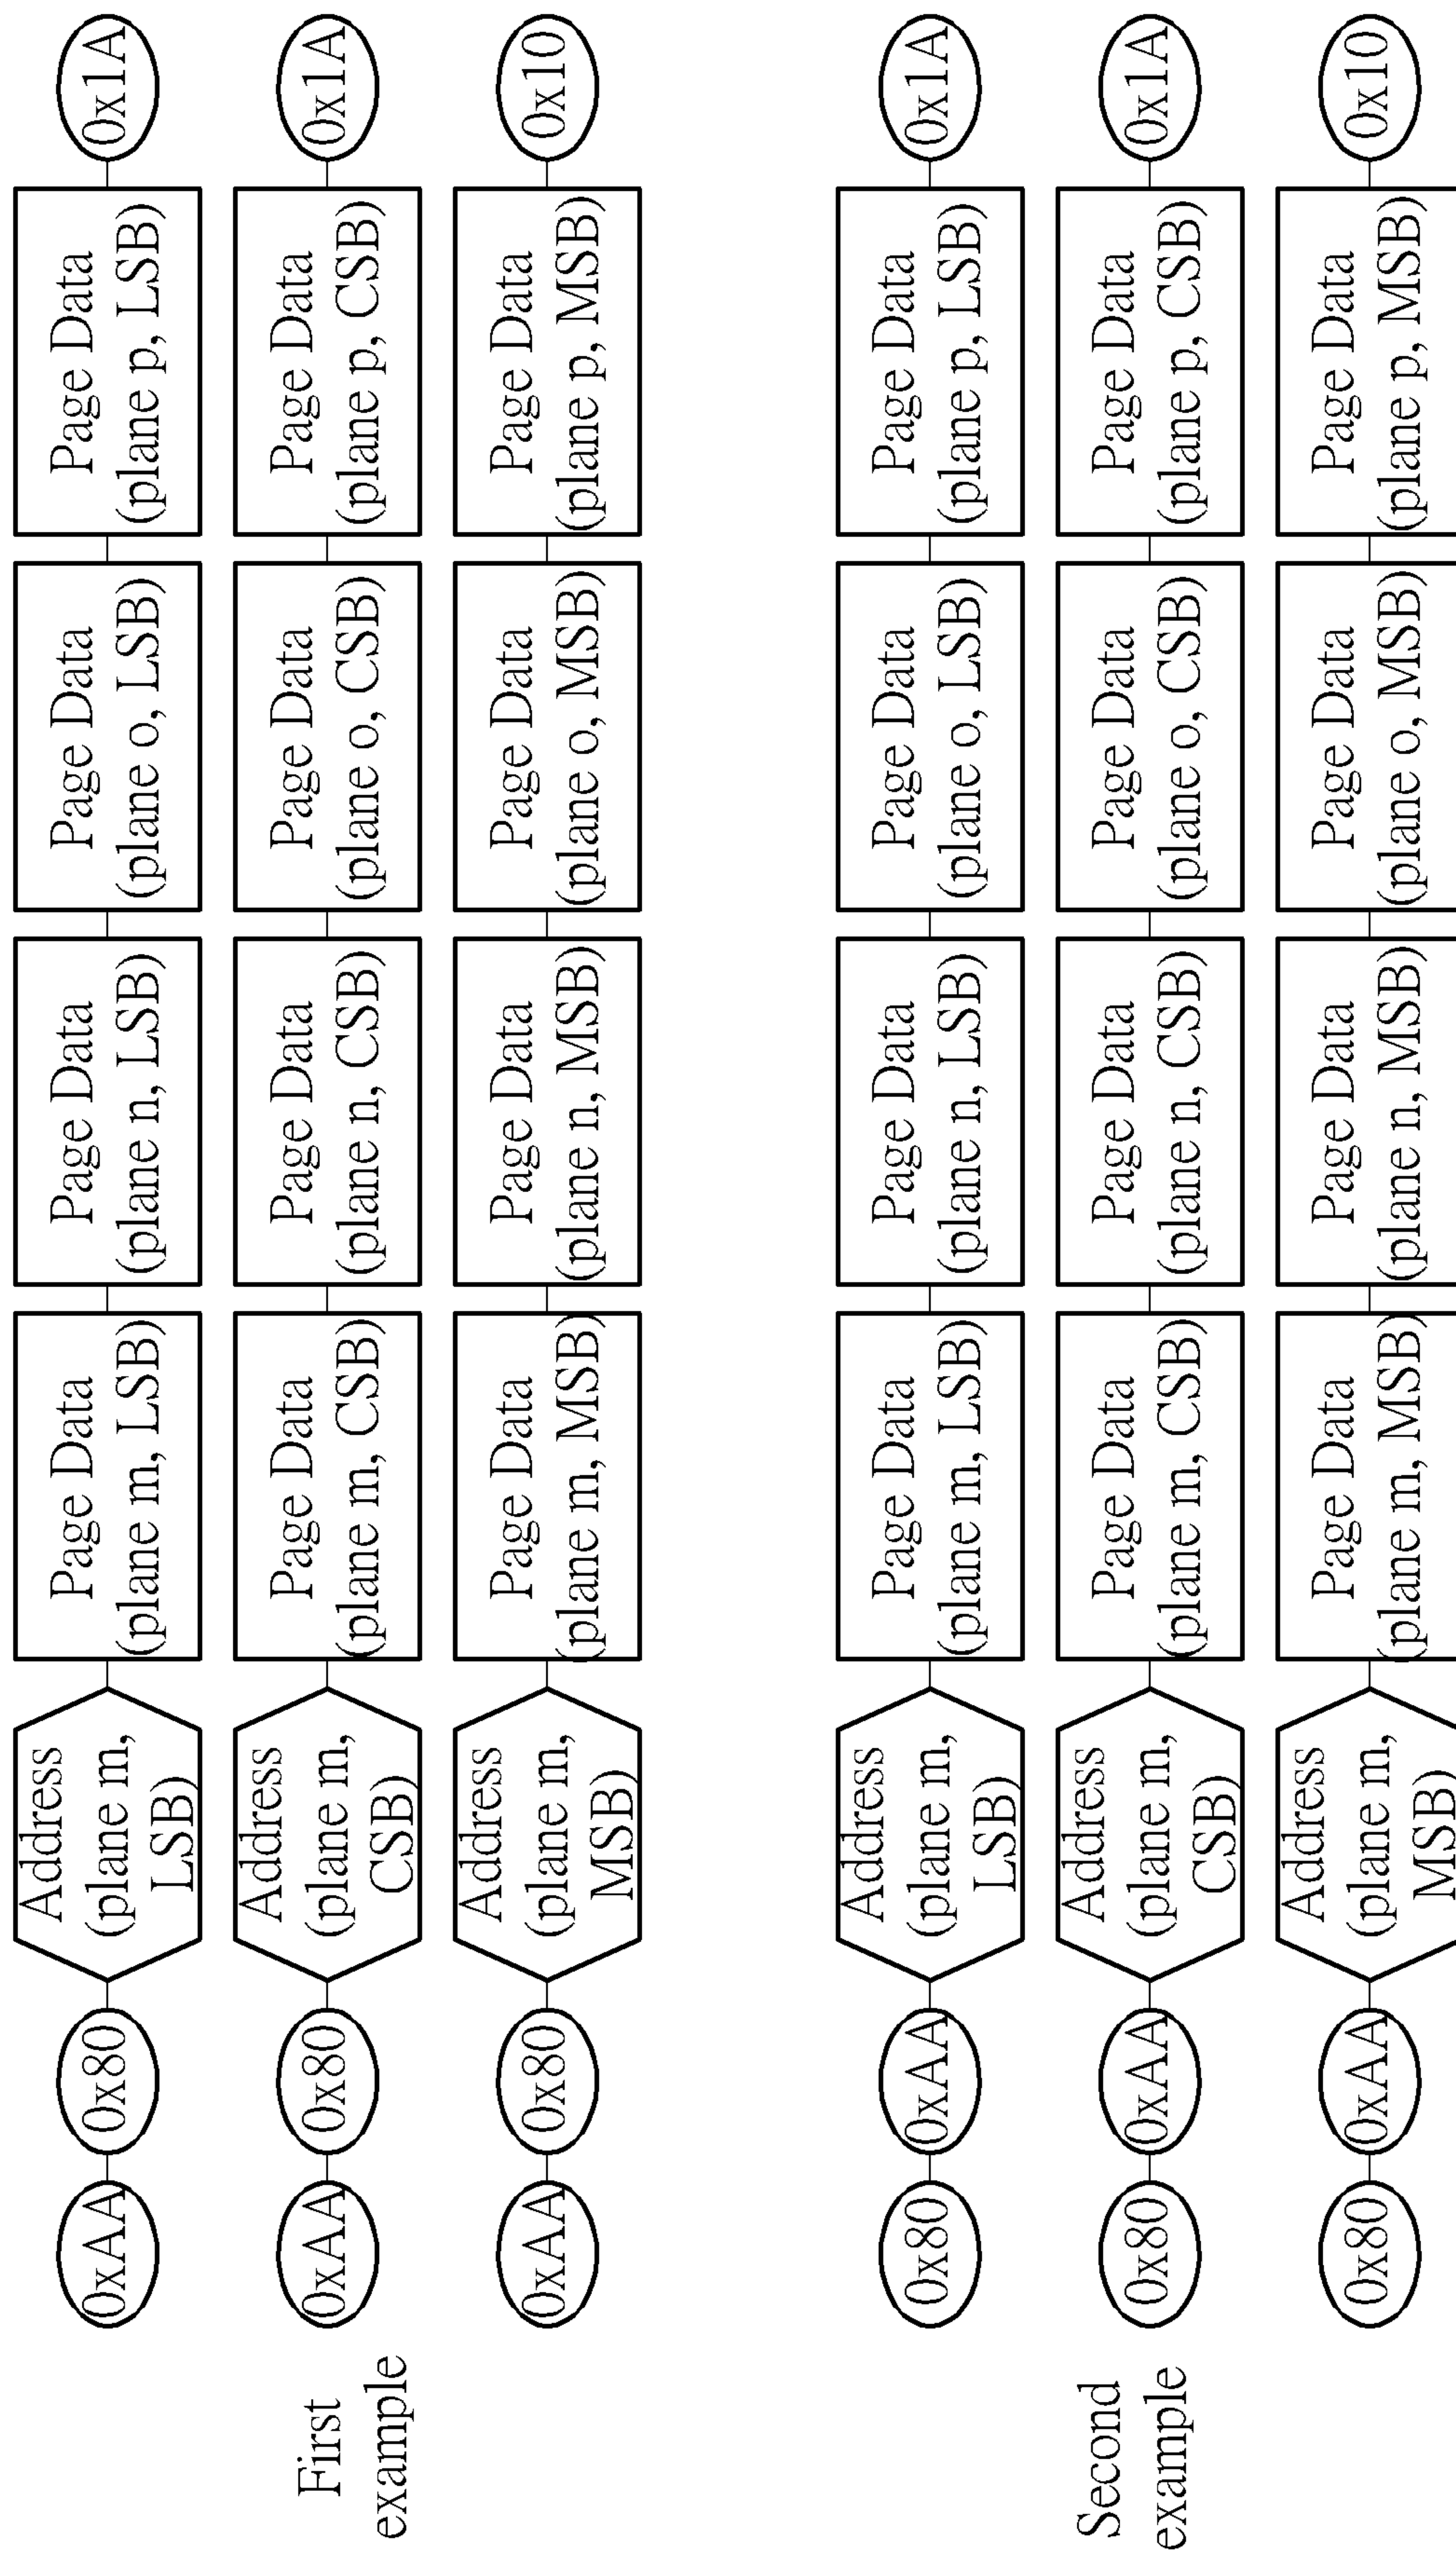 First
example
0xAA
0x80
Address
(plane m,
LSB)
Page Data
(plane m, LSB)
Page Data
(plane n, LSB)
Page Data
(plane o, LSB)
Page Data
(plane p, LSB)
0x1A
0xAA
0x80
Address
(plane m,
CSB)
Page Data
(plane m, CSB)
Page Data
(plane n, CSB)
Page Data
(plane o, CSB)
Page Data
(plane p, CSB)
0x1A
0xAA
0x80
Address
(plane m,
MSB)
Page Data
(plane m, MSB)
Page Data
(plane n, MSB)
Page Data
(plane o, MSB)
Page Data
(plane p, MSB)
0x10
Second
example
0x80
0xAA
Address
(plane m,
LSB)
Page Data
(plane m, LSB)
Page Data
(plane n, LSB)
Page Data
(plane o, LSB)
Page Data
(plane p, LSB)
0x1A
0x80
0xAA
Address
(plane m,
CSB)
Page Data
(plane m, CSB)
Page Data
(plane n, CSB)
Page Data
(plane o, CSB)
Page Data
(plane p, CSB)
0x1A
0x80
0xAA
Address
(plane m,
MSB)
Page Data
(plane m, MSB)
Page Data
(plane n, MSB)
Page Data
(plane o, MSB)
Page Data
(plane p, MSB)
0x10